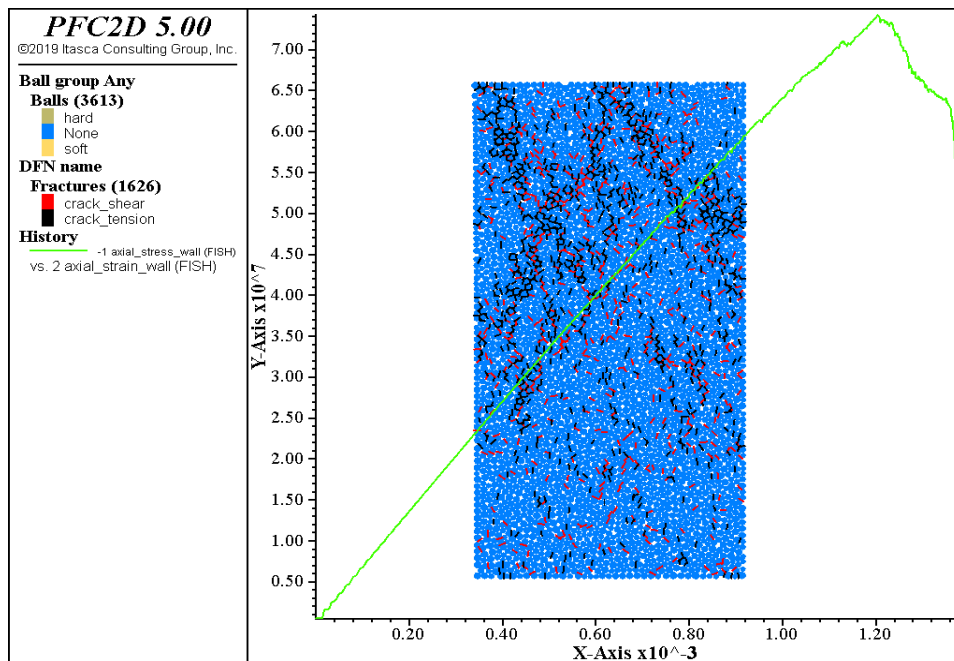 PFC2D 5.00
©2019 Itasca Consulting Group, Inc.
Ball group Any
Balls (3613)
hard
None
soft
DFN name
Fractures (1626)
crack_shear
crack_tension
History
-1 axial_stress_wall (FISH)
vs. 2 axial_strain_wall (FISH)
Y-Axis x10^7
7.00
6.50
6.00
5.50
5.00
4.50
4.00
3.50
3.00
2.50
2.00
1.50
1.00
0.50
0.20
0.40
0.60
0.80
1.00
1.20
X-Axis x10^-3